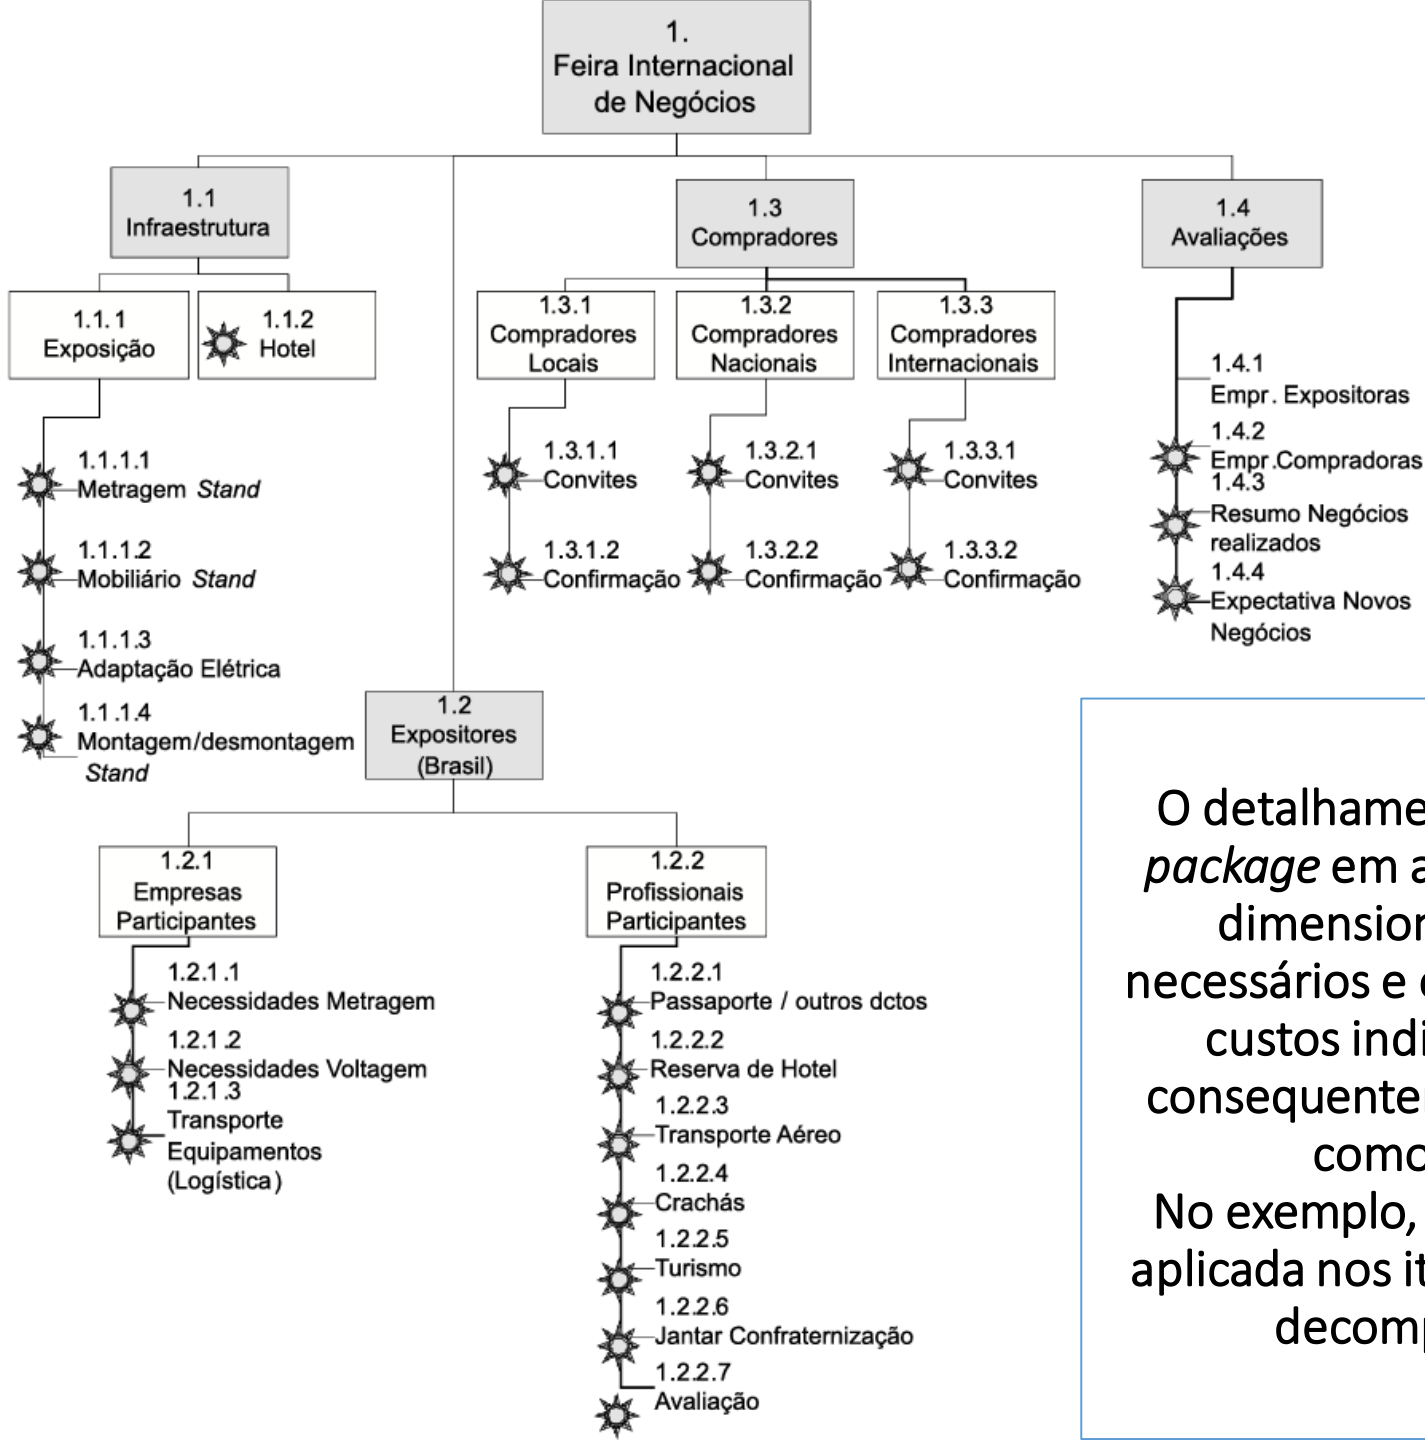 1.
Feira Internacional
de Negócios
1.1
Infraestrutura
1.1.1
Exposição
1.1.2
Hotel
1.1.1.1
Metragem Stand
1.1.1.2
Mobiliário Stand
1.1.1.3
Adaptação Elétrica
1.1.1.4
Montagem/desmontagem
Stand
1.2
Expositores
(Brasil)
1.2.1
Empresas
Participantes
1.2.1.1
Necessidades Metragem
1.2.1.2
Necessidades Voltagem
1.2.1.3
Transporte
Equipamentos
(Logística)
1.2.2
Profissionais
Participantes
1.2.2.1
Passaporte / outros dctos
1.2.2.2
Reserva de Hotel
1.2.2.3
Transporte Aéreo
1.2.2.4
Crachás
1.2.2.5
Turismo
1.2.2.6
Jantar Confraternização
1.2.2.7
Avaliação
1.3
Compradores
1.3.1
Compradores
Locais
1.3.1.1
Convites
1.3.1.2
Confirmação
1.3.2
Compradores
Nacionais
1.3.2.1
Convites
1.3.2.2
Confirmação
1.3.3
Compradores
Internacionais
1.3.3.1
Convites
1.3.3.2
Confirmação
1.4
Avaliações
1.4.1
Empr. Expositoras
1.4.2
Empr.Compradoras
1.4.3
Resumo Negócios
realizados
1.4.4
Expectativa Novos
Negócios
O
package em
necessários e
custos
como
No exemplo,
aplicada nos